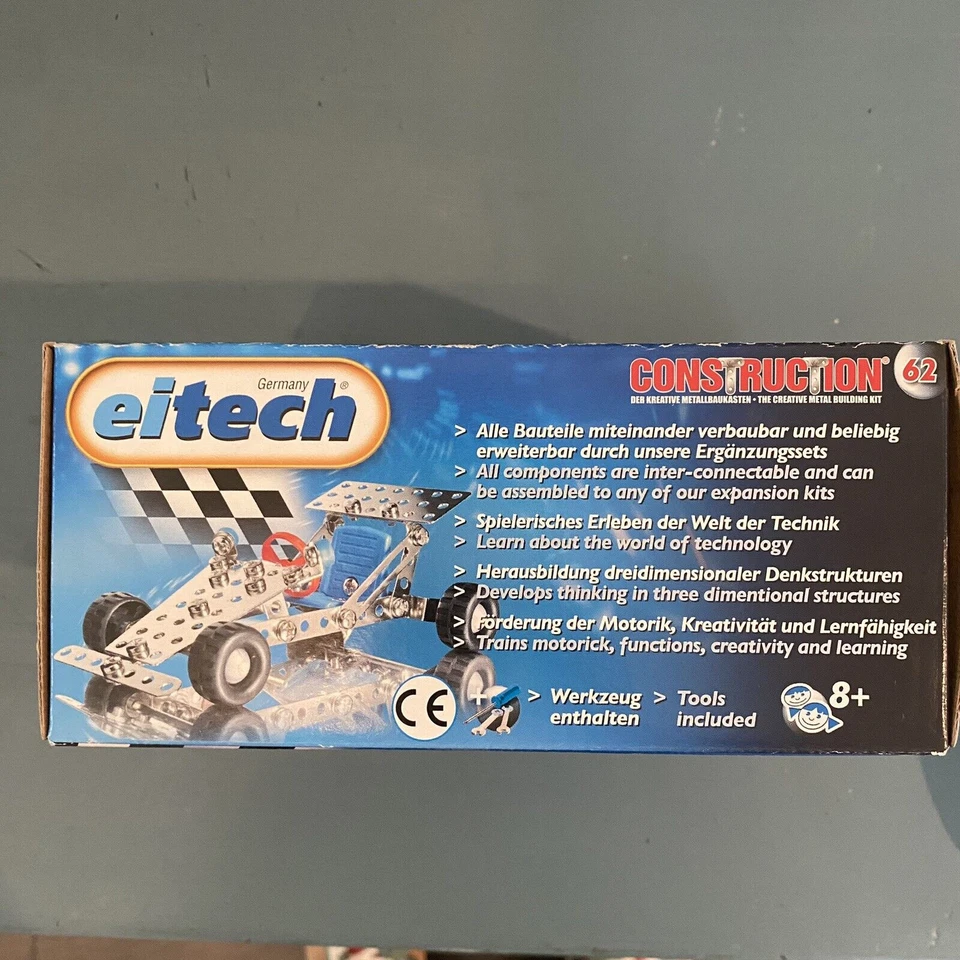 Germany
eitech®
CONSTRUCTION® 62
DER KREATIVE METALLBAUKASTEN • THE CREATIVE METAL BUILDING KIT
> Alle Bauteile miteinander verbaubar und beliebig
erweiterbar durch unsere Ergänzungssets
> All components are inter-connectable and can
be assembled to any of our expansion kits
> Spielerisches Erleben der Welt der Technik
> Learn about the world of technology
> Herausbildung dreidimensionaler Denkstrukturen
> Develops thinking in three dimentional structures
> Förderung der Motorik, Kreativität und Lernfähigkeit
> Trains motorick, functions, creativity and learning
CE
+
> Werkzeug
enthalten
> Tools
included
8+